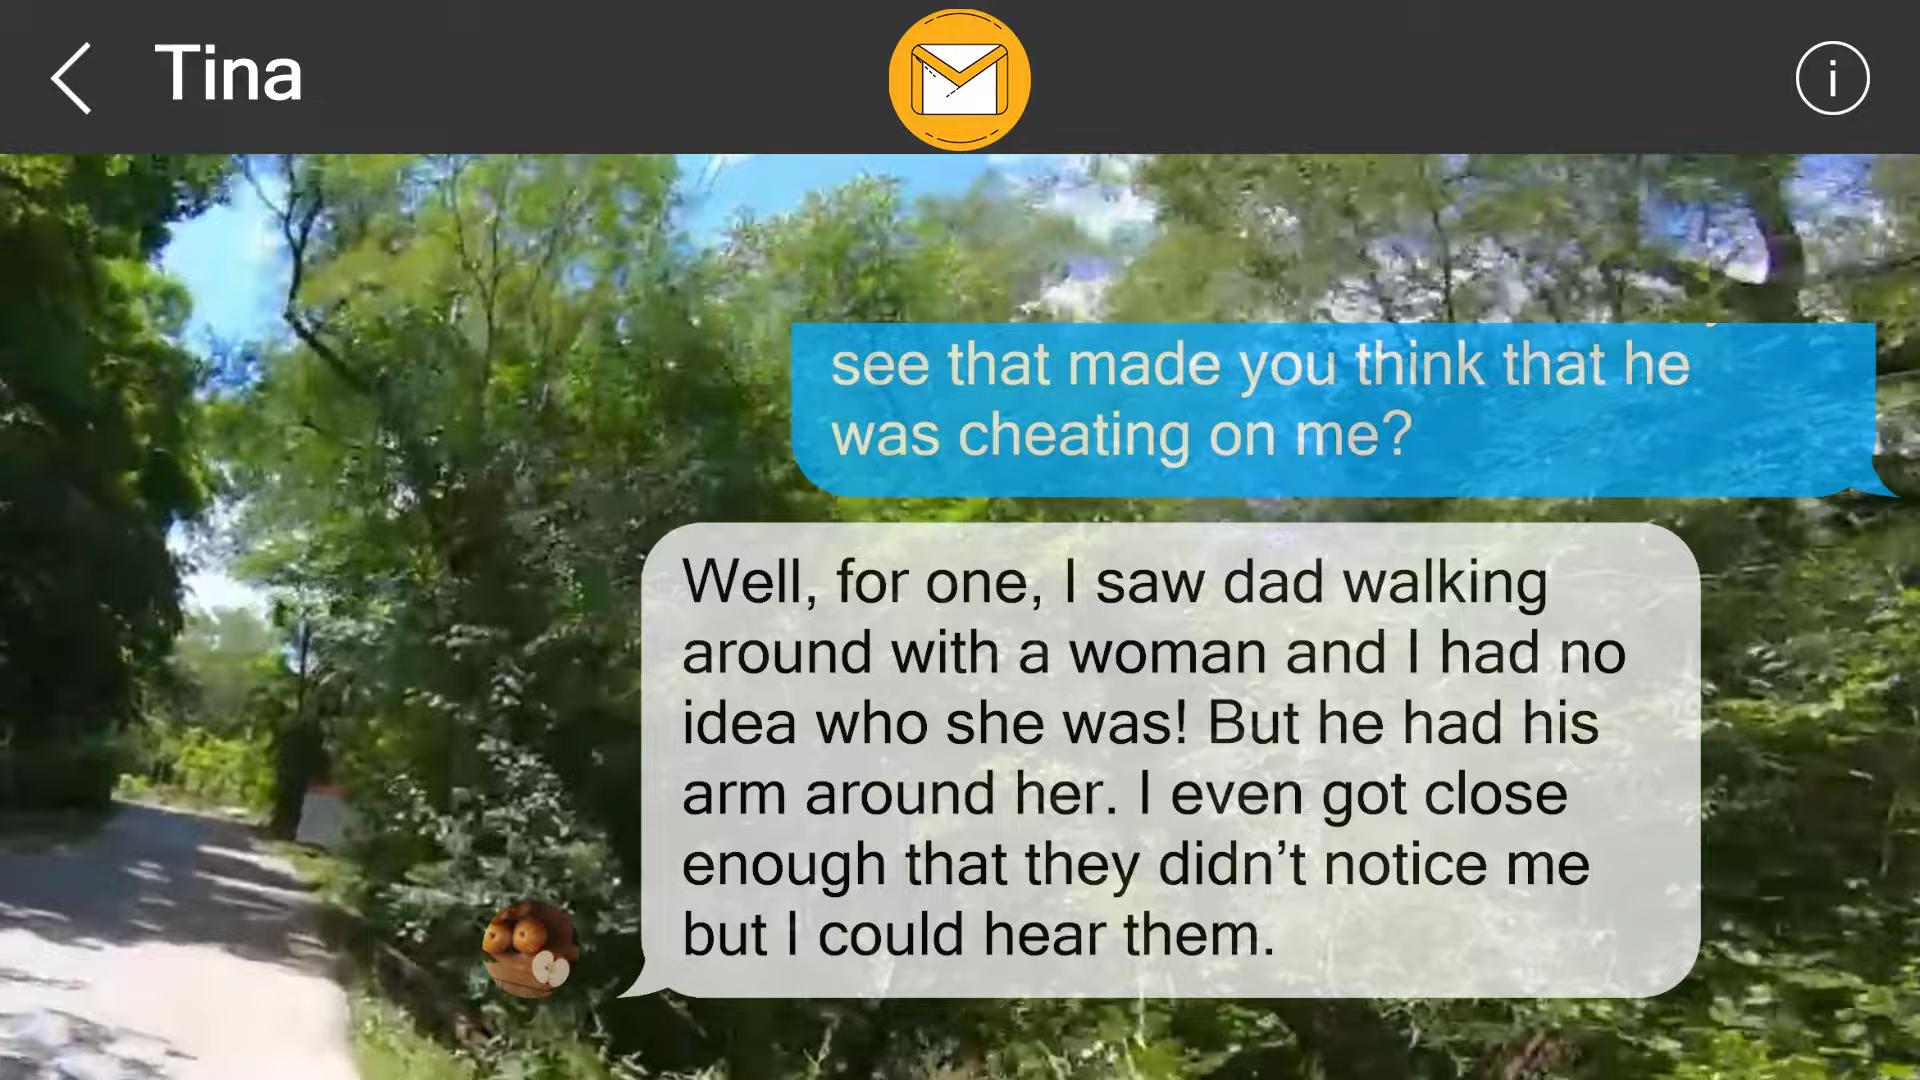 Tina
see that made you think that he
was cheating on me?
Well, for one, I saw dad walking
around with a woman and I had no
idea who she was! But he had his
arm around her. I even got close
enough that they didn’t notice me
but I could hear them.